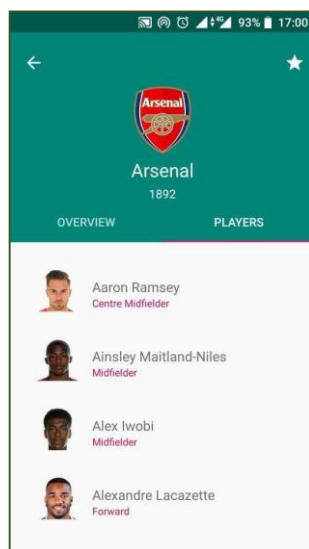 4G 93% 17:00
Arsenal
Arsenal
1892
OVERVIEW PLAYERS
Aaron Ramsey
Centre Midfielder
Ainsley Maitland-Niles
Midfielder
Alex Iwobi
Midfielder
Alexandre Lacazette
Forward